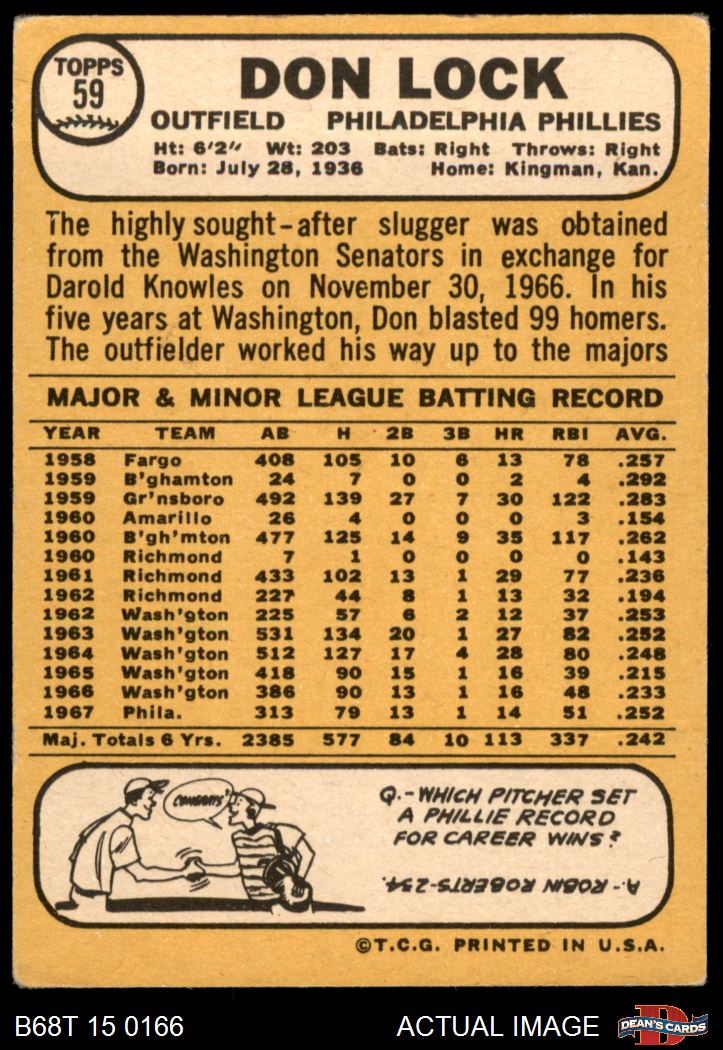 TOPPS
59
DON LOCK
OUTFIELD PHILADELPHIA PHILLIES
Ht: 6'2" Wt: 203 Bats: Right Throws: Right
Born: July 28, 1936 Home: Kingman, Kan.
The highly sought-after slugger was obtained
from the Washington Senators in exchange for
Darold Knowles on November 30, 1966. In his
five years at Washington, Don blasted 99 homers.
The outfielder worked his way up to the majors
MAJOR & MINOR LEAGUE BATTING RECORD
YEAR TEAM AB H 2B 3B HR RBI AVG.
1958 Fargo 408 105 10 6 13 78 .257
1959 B'ghamton 24 7 0 0 2 4 .292
1959 Gr'nsboro 492 139 27 7 30 122 .283
1960 Amarillo 26 4 0 0 0 3 .154
1960 B'gh'mton 477 125 14 9 35 117 .262
1960 Richmond 7 1 0 0 0 0 .143
1961 Richmond 433 102 13 1 29 77 .236
1962 Richmond 227 44 8 1 13 32 .194
1962 Wash'gton 225 57 6 2 12 37 .253
1963 Wash'gton 531 134 20 1 27 82 .252
1964 Wash'gton 512 127 17 4 28 80 .248
1965 Wash'gton 418 90 15 1 16 39 .215
1966 Wash'gton 386 90 13 1 16 48 .233
1967 Phila. 313 79 13 1 14 51 .252
Maj. Totals 6 Yrs. 2385 577 84 10 113 337 .242
CONGRATS!
Q.-WHICH PITCHER SET
A PHILLIE RECORD
FOR CAREER WINS?
A.-ROBIN ROBERTS-234.
©T.C.G. PRINTED IN U.S.A.
B68T 15 0166 ACTUAL IMAGE
DEAN'S CARDS